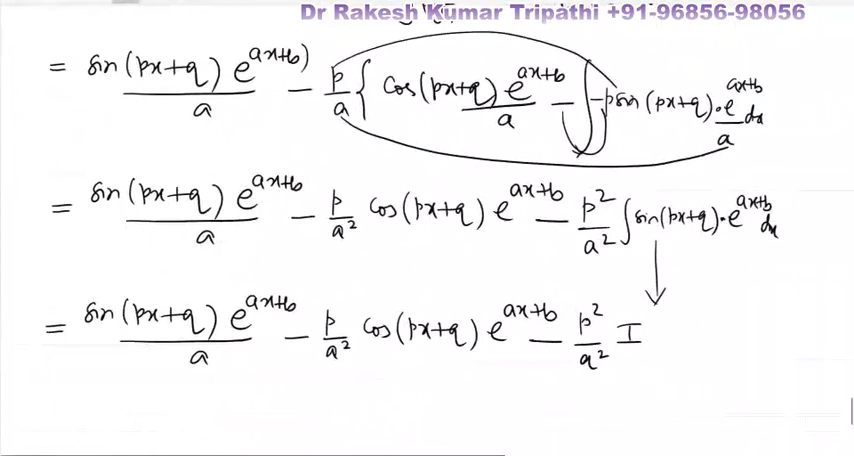 Dr Rakesh Kumar Tripathi +91-96856-98056
= sin(px+q) e^(ax+b) / a − p/a { cos(px+q) e^(ax+b) / a − ∫ −p sin(px+q) · e^(ax+b) / a dx
= sin(px+q) e^(ax+b) / a − p/a² cos(px+q) e^(ax+b) − p²/a² ∫ sin(px+q) · e^(ax+b) dx
= sin(px+q) e^(ax+b) / a − p/a² cos(px+q) e^(ax+b) − p²/a² I